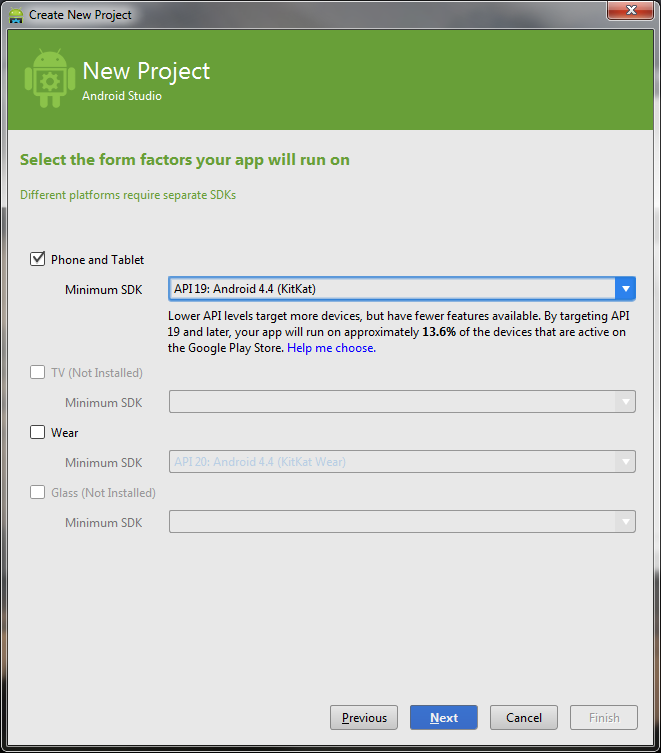 Create New Project
New Project
Android Studio
Select the form factors your app will run on
Different platforms require separate SDKs
Phone and Tablet
Minimum SDK
API 19: Android 4.4 (KitKat)
Lower API levels target more devices, but have fewer features available. By targeting API
19 and later, your app will run on approximately 13.6% of the devices that are active on
the Google Play Store. Help me choose.
TV (Not Installed)
Minimum SDK
Wear
Minimum SDK
API 20: Android 4.4 (KitKat Wear)
Glass (Not Installed)
Minimum SDK
Previous
Next
Cancel
Finish